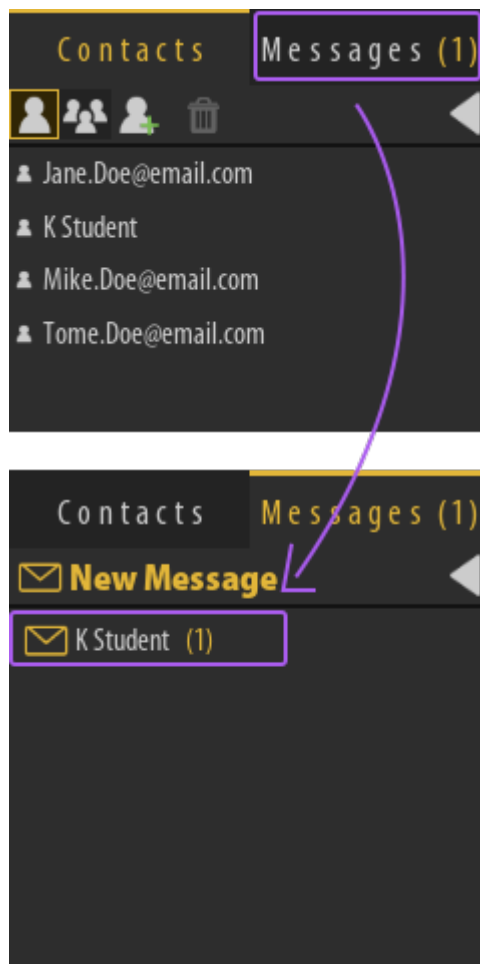 Contacts Messages (1)
Jane.Doe@email.com
K Student
Mike.Doe@email.com
Tome.Doe@email.com
Contacts Messages (1)
New Message
K Student (1)